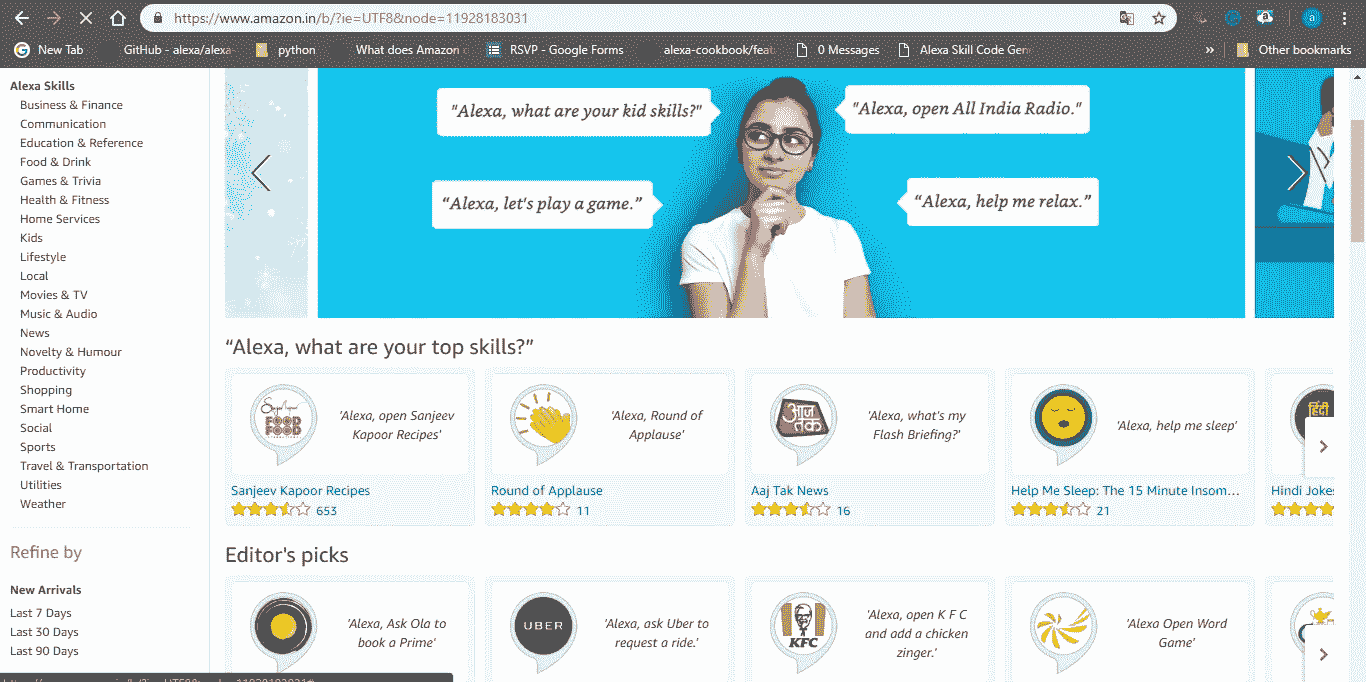 https://www.amazon.in/b/?ie=UTF8&node=11928183031
New Tab
GitHub - alexa/alexa-
python
What does Amazon
RSVP - Google Forms
alexa-cookbook/feat
0 Messages
Alexa Skill Code Gen
»
Other bookmarks
Alexa Skills
Business & Finance
Communication
Education & Reference
Food & Drink
Games & Trivia
Health & Fitness
Home Services
Kids
Lifestyle
Local
Movies & TV
Music & Audio
News
Novelty & Humour
Productivity
Shopping
Smart Home
Social
Sports
Travel & Transportation
Utilities
Weather
Refine by
New Arrivals
Last 7 Days
Last 30 Days
Last 90 Days
"Alexa, what are your kid skills?"
"Alexa, open All India Radio."
“Alexa, let's play a game.”
“Alexa, help me relax.”
“Alexa, what are your top skills?”
FOOD
FOOD
'Alexa, open Sanjeev
Kapoor Recipes'
Sanjeev Kapoor Recipes
653
'Alexa, Round of
Applause'
Round of Applause
11
आज
तक
'Alexa, what's my
Flash Briefing?'
Aaj Tak News
16
'Alexa, help me sleep'
Help Me Sleep: The 15 Minute Insom...
21
हिंदी
Hindi Jokes
Editor's picks
'Alexa, Ask Ola to
book a Prime'
UBER
'Alexa, ask Uber to
request a ride.'
KFC
'Alexa, open K F C
and add a chicken
zinger.'
'Alexa Open Word
Game'